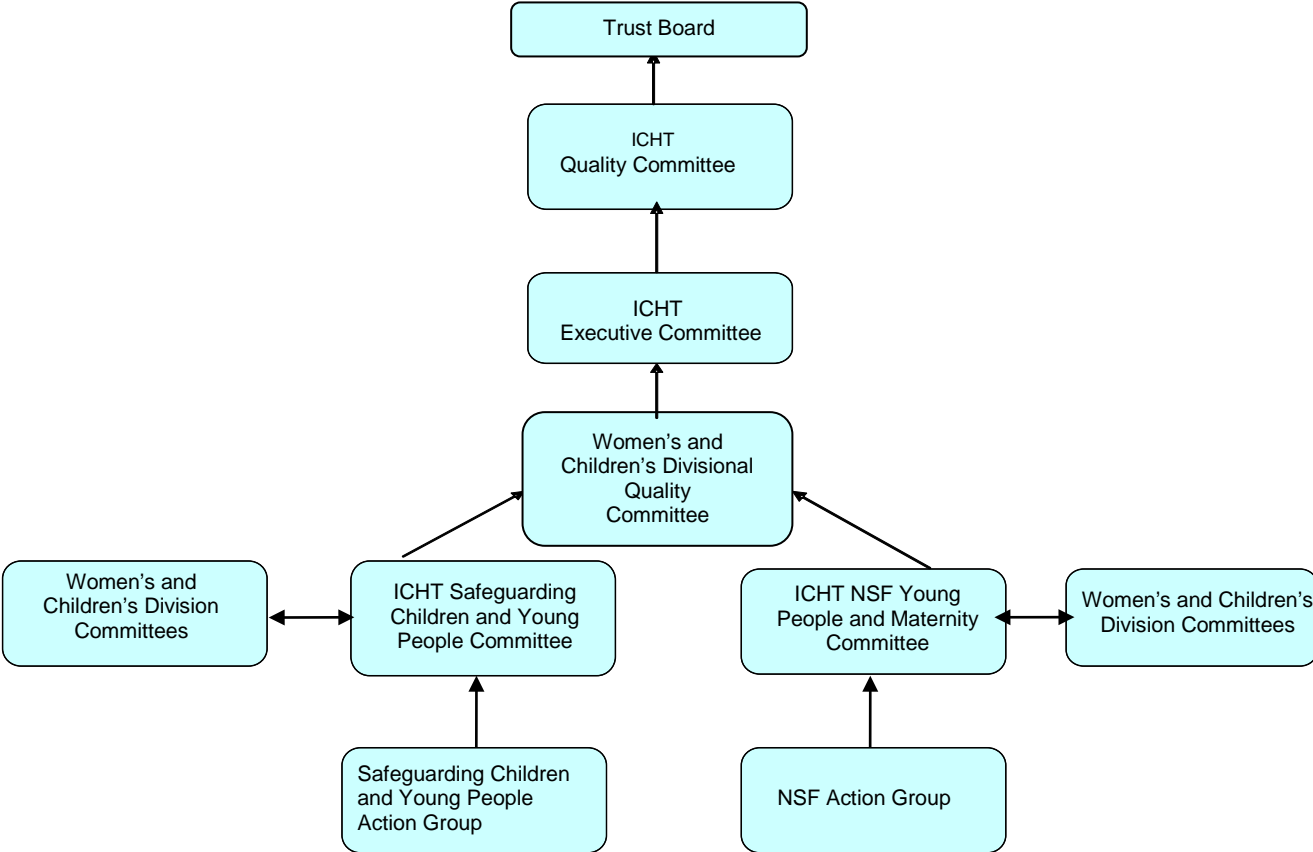 Trust Board
ICHT
Quality Committee
ICHT
Executive Committee
Women’s and
Children’s Divisional
Quality
Committee
Women’s and
Children’s Division
Committees
ICHT Safeguarding
Children and Young
People Committee
ICHT NSF Young
People and Maternity
Committee
Women’s and Children’s
Division Committees
Safeguarding Children
and Young People
Action Group
NSF Action Group